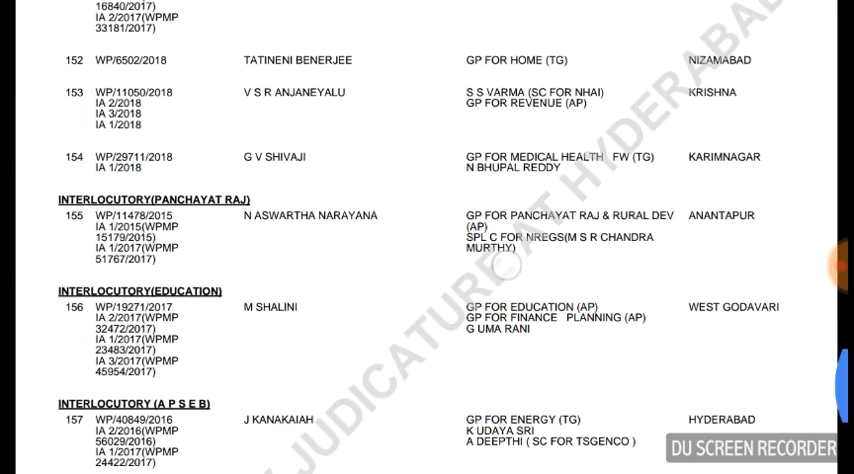 16840/2017)
IA 2/2017(WPMP
33181/2017)
152 WP/6502/2018 TATINENI BENERJEE GP FOR HOME (TG) NIZAMABAD
153 WP/11050/2018 V S R ANJANEYALU S S VARMA (SC FOR NHAI) KRISHNA
IA 2/2018 GP FOR REVENUE (AP)
IA 3/2018
IA 1/2018
154 WP/29711/2018 G V SHIVAJI GP FOR MEDICAL HEALTH FW (TG) KARIMNAGAR
IA 1/2018 N BHUPAL REDDY
INTERLOCUTORY(PANCHAYAT RAJ)
155 WP/11478/2015 N ASWARTHA NARAYANA GP FOR PANCHAYAT RAJ & RURAL DEV ANANTAPUR
IA 1/2015(WPMP (AP)
15179/2015) SPL C FOR NREGS(M S R CHANDRA
IA 1/2017(WPMP MURTHY)
51767/2017)
INTERLOCUTORY(EDUCATION)
156 WP/19271/2017 M SHALINI GP FOR EDUCATION (AP) WEST GODAVARI
IA 2/2017(WPMP GP FOR FINANCE PLANNING (AP)
32472/2017) G UMA RANI
IA 1/2017(WPMP
23483/2017)
IA 3/2017(WPMP
45954/2017)
INTERLOCUTORY (A P S E B)
157 WP/40849/2016 J KANAKAIAH GP FOR ENERGY (TG) HYDERABAD
IA 2/2016(WPMP K UDAYA SRI
56029/2016) A DEEPTHI ( SC FOR TSGENCO )
IA 1/2017(WPMP
24422/2017)
JUDICATURE AT HYDERABAD
DU SCREEN RECORDER